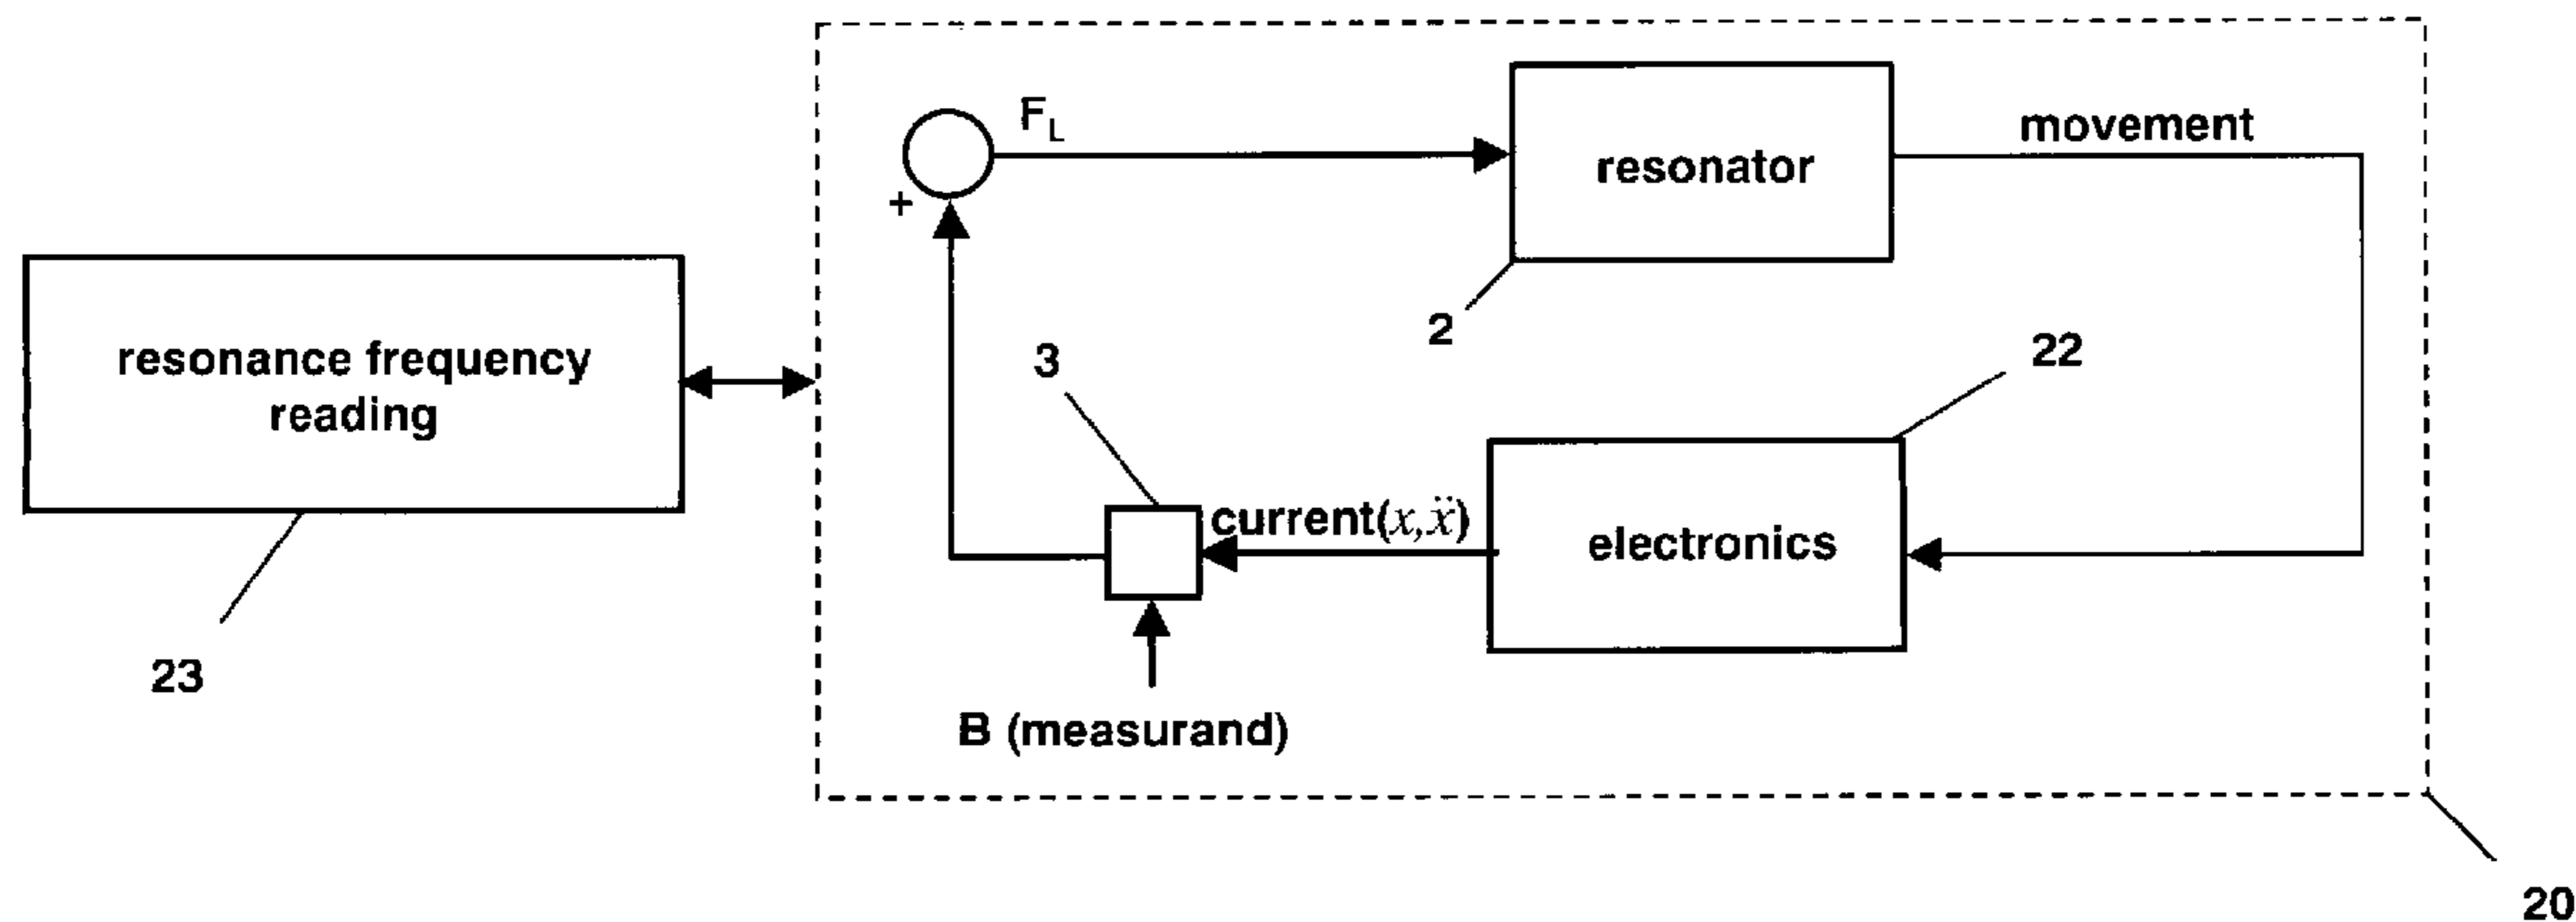 F_L
movement
+
resonator
resonance frequency
reading
2
3
22
current(x,ẍ)
electronics
23
B (measurand)
20